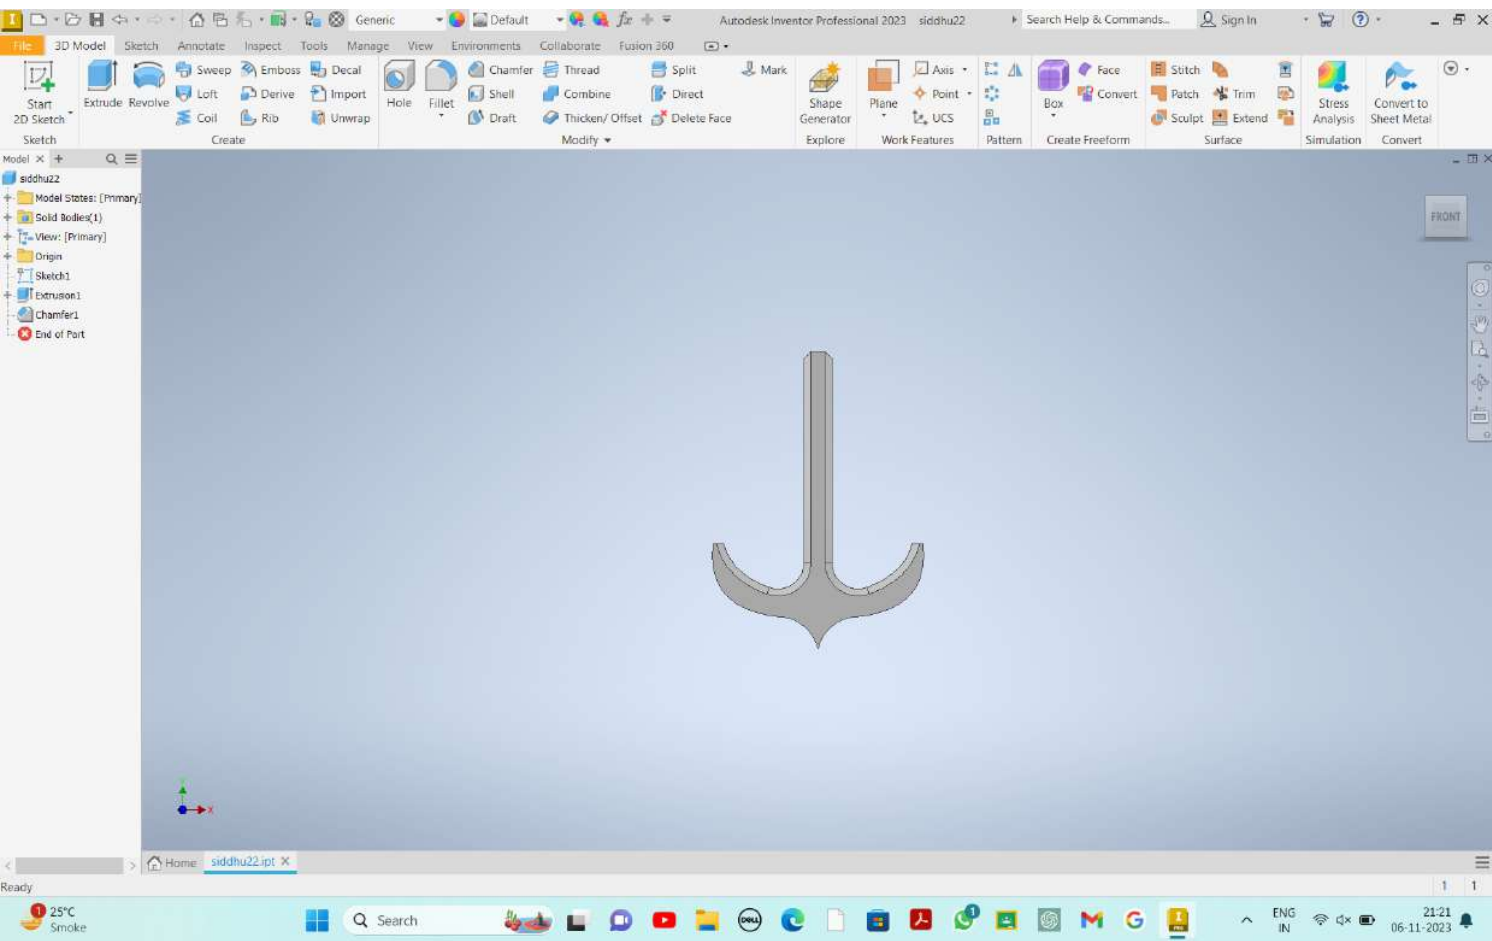 Generic Default fx Autodesk Inventor Professional 2023 siddhu22 Search Help & Commands... Sign In
File 3D Model Sketch Annotate Inspect Tools Manage View Environments Collaborate Fusion 360
Sweep Emboss Decal Chamfer Thread Split Mark Axis Face Stitch
Start 2D Sketch Extrude Revolve Loft Derive Import Hole Fillet Shell Combine Direct Shape Generator Plane Point Box Convert Patch Trim Stress Analysis Convert to Sheet Metal
Coil Rib Unwrap Draft Thicken/ Offset Delete Face UCS Sculpt Extend
Sketch Create Modify Explore Work Features Pattern Create Freeform Surface Simulation Convert
Model
siddhu22
Model States: [Primary]
Solid Bodies(1)
View: [Primary]
Origin
Sketch1
Extrusion1
Chamfer1
End of Part
FRONT
Y
X
Home siddhu22.ipt
Ready 1 1
1 25°C
Smoke
Search
DELL
1
ENG
IN
21:21
06-11-2023